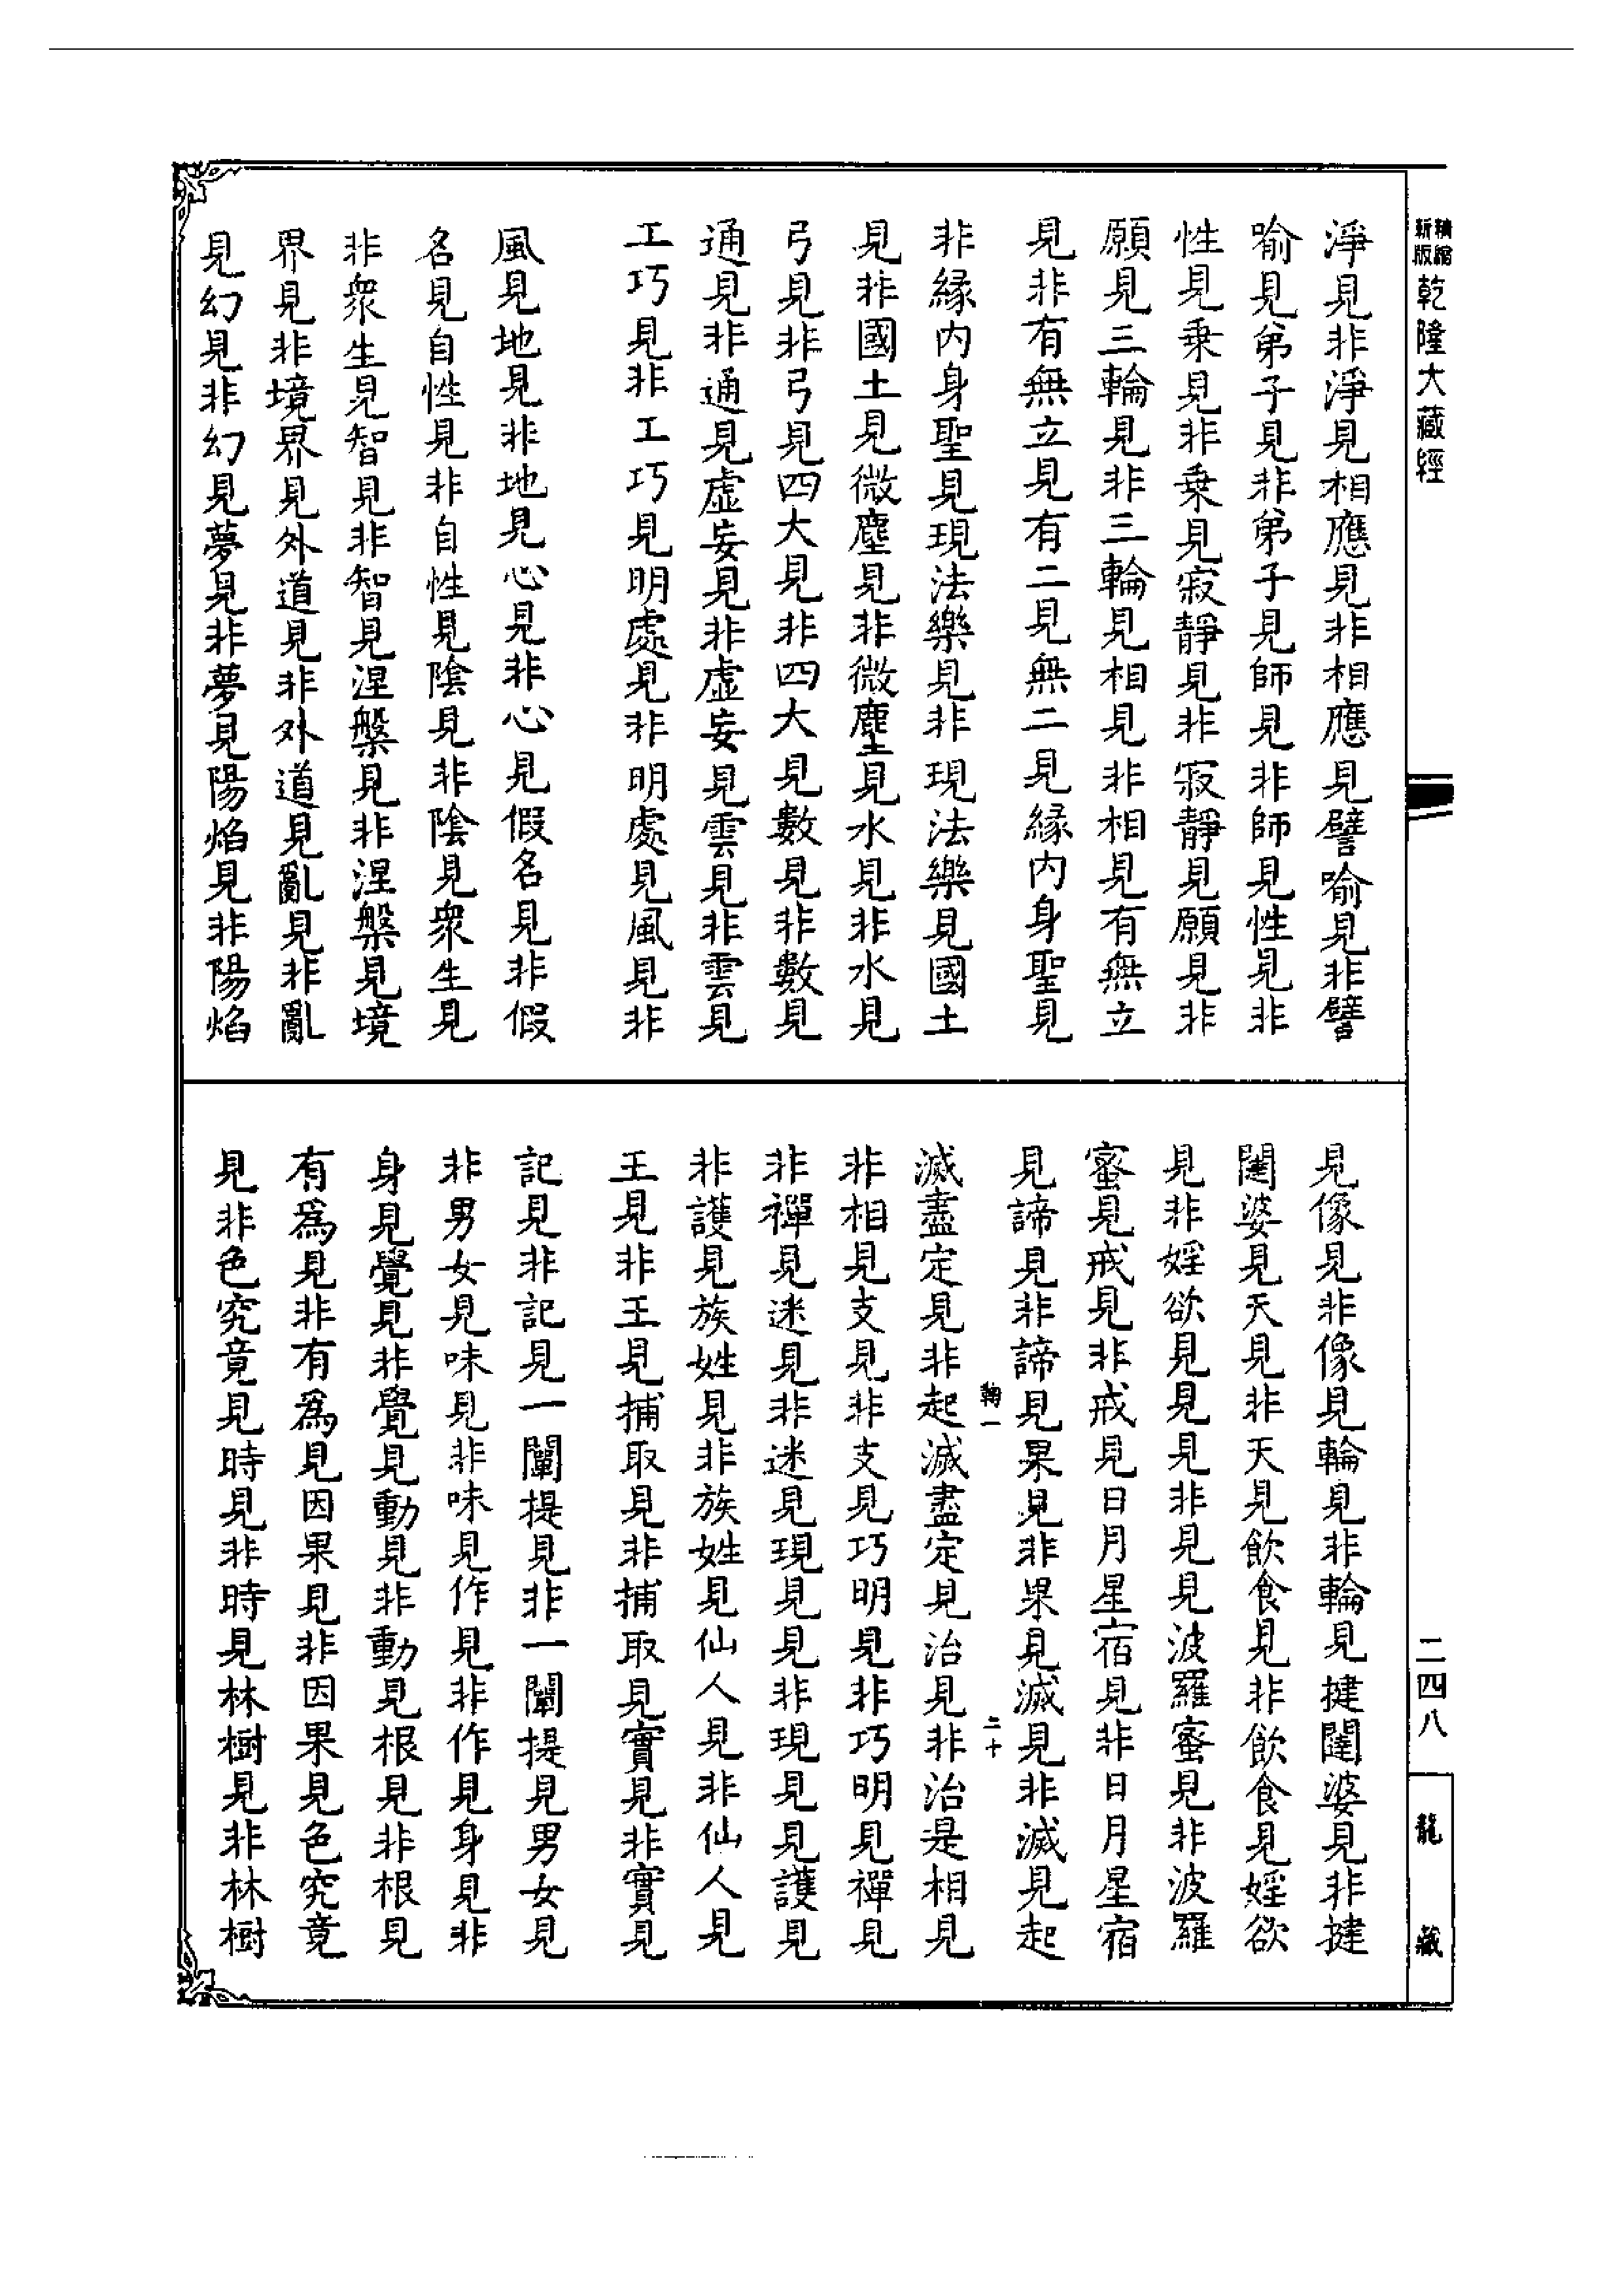 精縮
新版
乾隆大藏經
二四八
龍藏
淨見非淨見相應見非相應見譬喻見非譬
喻見弟子見非弟子見師見非師見性見非
性見乗見非乗見寂靜見非寂靜見願見非
願見三輪見非三輪見相見非相見有無立
見非有無立見有二見無二見縁内身聖見
非縁内身聖見現法樂見非現法樂見國土
見非國土見微塵見非微塵見水見非水見
弓見非弓見四大見非四大見數見非數見
通見非通見虛妄見非虛妄見雲見非雲見
工巧見非工巧見明處見非明處見風見非
風見地見非地見心見非心見假名見非假
名見自性見非自性見陰見非陰見衆生見
非衆生見智見非智見涅槃見非涅槃見境
界見非境界見外道見非外道見亂見非亂
見幻見非幻見夢見非夢見陽焰見非陽焰
見像見非像見輪見非輪見揵闥婆見非揵
闥婆見天見非天見飲食見非飲食見婬欲
見非婬欲見見見非見見波羅蜜見非波羅
蜜見戒見非戒見日月星宿見非日月星宿
見諦見非諦見果見非果見滅見非滅見起
鞠一
二十
滅盡定見非起滅盡定見治見非治是相見
非相見支見非支見巧明見非巧明見禪見
非禪見迷見非迷見現見見非現見見護見
非護見族姓見非族姓見仙人見非仙人見
王見非王見捕取見非捕取見實見非實見
記見非記見一闡提見非一闡提見男女見
非男女見味見非味見作見非作見身見非
身見覺見非覺見動見非動見根見非根見
有爲見非有爲見因果見非因果見色究竟
見非色究竟見時見非時見林樹見非林樹